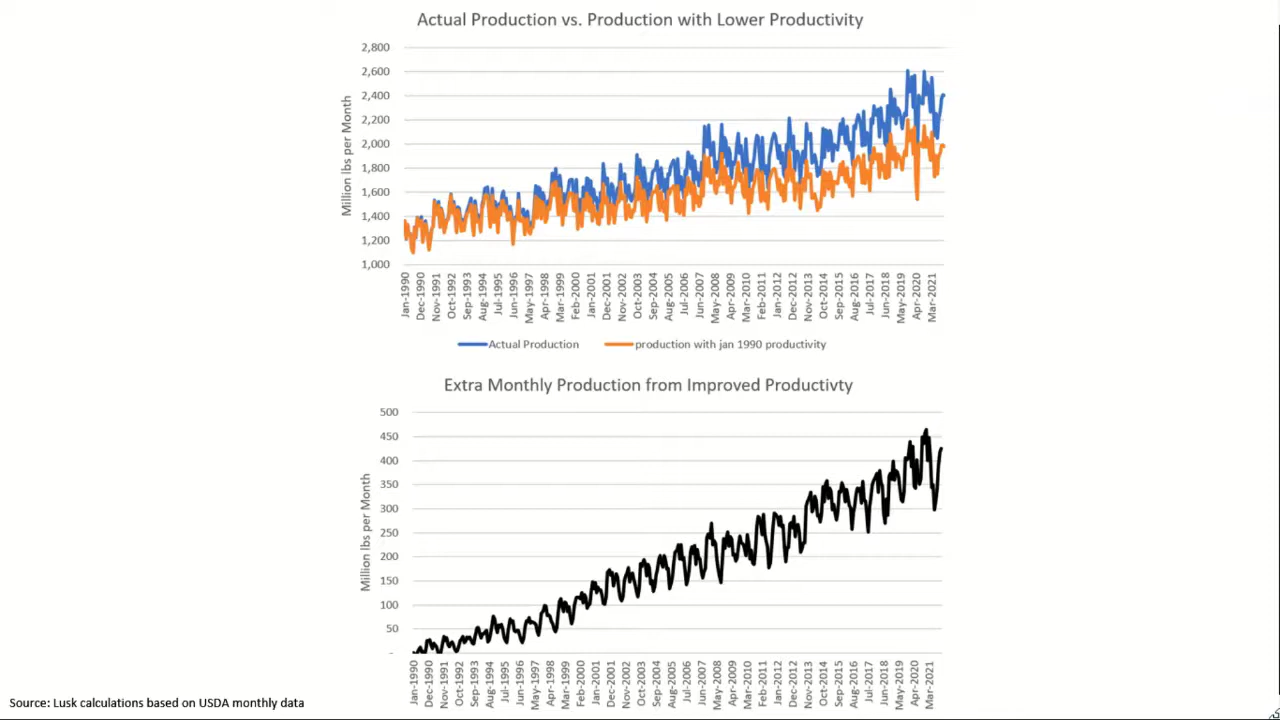 Actual Production vs. Production with Lower Productivity
2,800
2,600
2,400
2,200
2,000
1,800
1,600
1,400
1,200
1,000
Million lbs per Month
Jan-1990
Dec-1990
Nov-1991
Oct-1992
Sep-1993
Aug-1994
Jul-1995
Jun-1996
May-1997
Apr-1998
Mar-1999
Feb-2000
Jan-2001
Dec-2001
Nov-2002
Oct-2003
Sep-2004
Aug-2005
Jul-2006
Jun-2007
May-2008
Apr-2009
Mar-2010
Feb-2011
Jan-2012
Dec-2012
Nov-2013
Oct-2014
Sep-2015
Aug-2016
Jul-2017
Jun-2018
May-2019
Apr-2020
Mar-2021
Actual Production
production with jan 1990 productivity
Extra Monthly Production from Improved Productivty
500
450
400
350
300
250
200
150
100
50
-
Million lbs per Month
Jan-1990
Dec-1990
Nov-1991
Oct-1992
Sep-1993
Aug-1994
Jul-1995
Jun-1996
May-1997
Apr-1998
Mar-1999
Feb-2000
Jan-2001
Dec-2001
Nov-2002
Oct-2003
Sep-2004
Aug-2005
Jul-2006
Jun-2007
May-2008
Apr-2009
Mar-2010
Feb-2011
Jan-2012
Dec-2012
Nov-2013
Oct-2014
Sep-2015
Aug-2016
Jul-2017
Jun-2018
May-2019
Apr-2020
Mar-2021
Source: Lusk calculations based on USDA monthly data